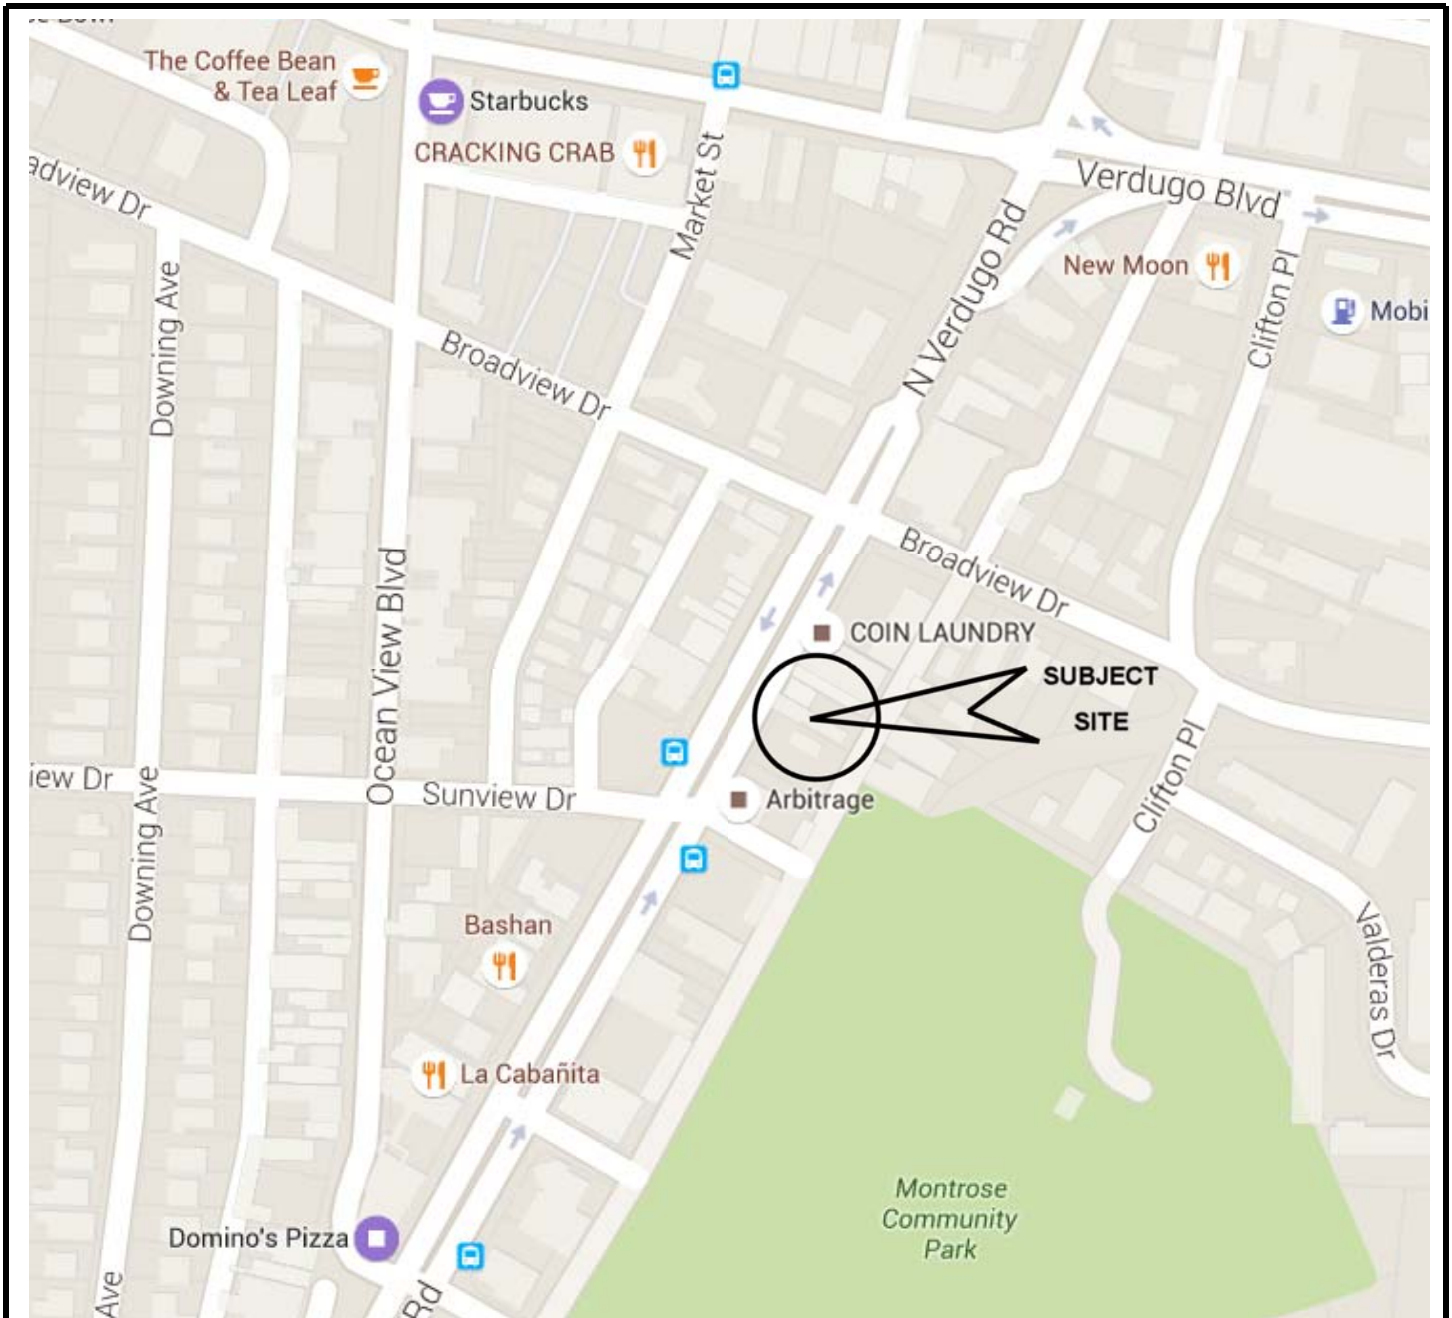 The Coffee Bean
& Tea Leaf
Starbucks
CRACKING CRAB
Market St
Verdugo Blvd
adview Dr
N Verdugo Rd
New Moon
Clifton Pl
Mobi
Downing Ave
Broadview Dr
Ocean View Blvd
Broadview Dr
COIN LAUNDRY
SUBJECT
SITE
iew Dr
Sunview Dr
Arbitrage
Clifton Pl
Downing Ave
Bashan
Valderas Dr
La Cabañita
Montrose
Community
Park
Domino's Pizza
Ave
Rd